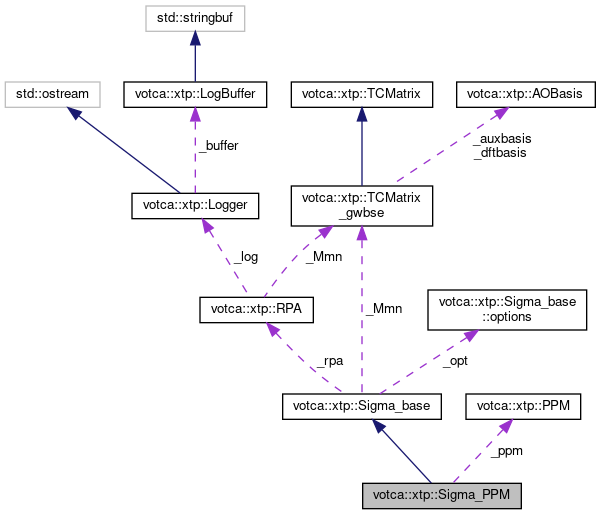 std::stringbuf
std::ostream
votca::xtp::LogBuffer
votca::xtp::TCMatrix
votca::xtp::AOBasis
_buffer
_auxbasis
_dftbasis
votca::xtp::Logger
votca::xtp::TCMatrix
_gwbse
_log
_Mmn
votca::xtp::RPA
_Mmn
votca::xtp::Sigma_base
::options
_rpa
_opt
votca::xtp::Sigma_base
votca::xtp::PPM
_ppm
votca::xtp::Sigma_PPM